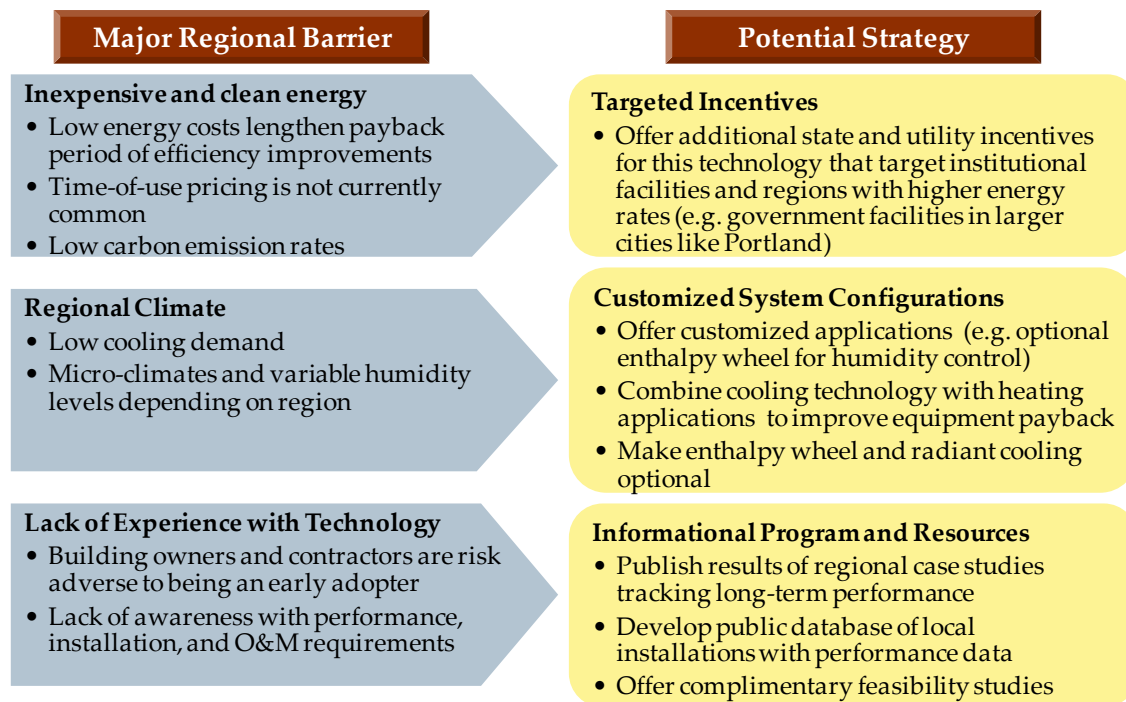 Major Regional Barrier
Potential Strategy
Inexpensive and clean energy
• Low energy costs lengthen payback
period of efficiency improvements
• Time-of-use pricing is not currently
common
• Low carbon emission rates
Targeted Incentives
• Offer additional state and utility incentives
for this technology that target institutional
facilities and regions with higher energy
rates (e.g. government facilities in larger
cities like Portland)
Regional Climate
• Low cooling demand
• Micro-climates and variable humidity
levels depending on region
Customized System Configurations
• Offer customized applications (e.g. optional
enthalpy wheel for humidity control)
• Combine cooling technology with heating
applications to improve equipment payback
• Make enthalpy wheel and radiant cooling
optional
Lack of Experience with Technology
• Building owners and contractors are risk
adverse to being an early adopter
• Lack of awareness with performance,
installation, and O&M requirements
Informational Program and Resources
• Publish results of regional case studies
tracking long-term performance
• Develop public database of local
installations with performance data
• Offer complimentary feasibility studies